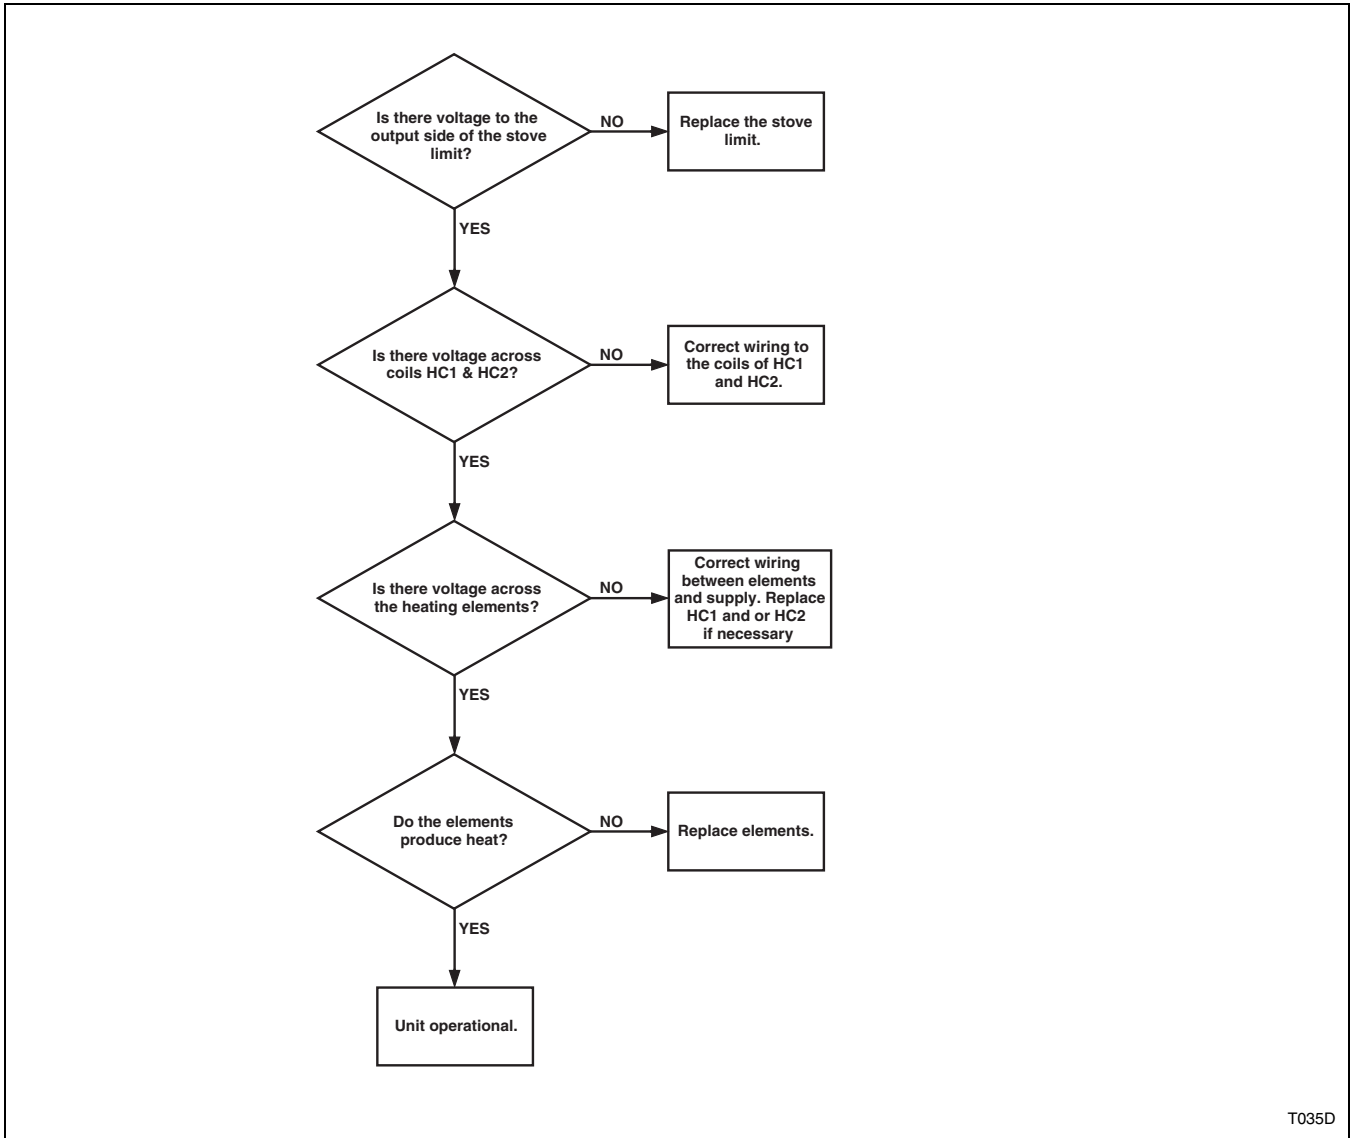 Is there voltage to the
output side of the stove
limit?
NO
Replace the stove
limit.
YES
Is there voltage across
coils HC1 & HC2?
NO
Correct wiring to
the coils of HC1
and HC2.
YES
Is there voltage across
the heating elements?
NO
Correct wiring
between elements
and supply. Replace
HC1 and or HC2
if necessary
YES
Do the elements
produce heat?
NO
Replace elements.
YES
Unit operational.
T035D